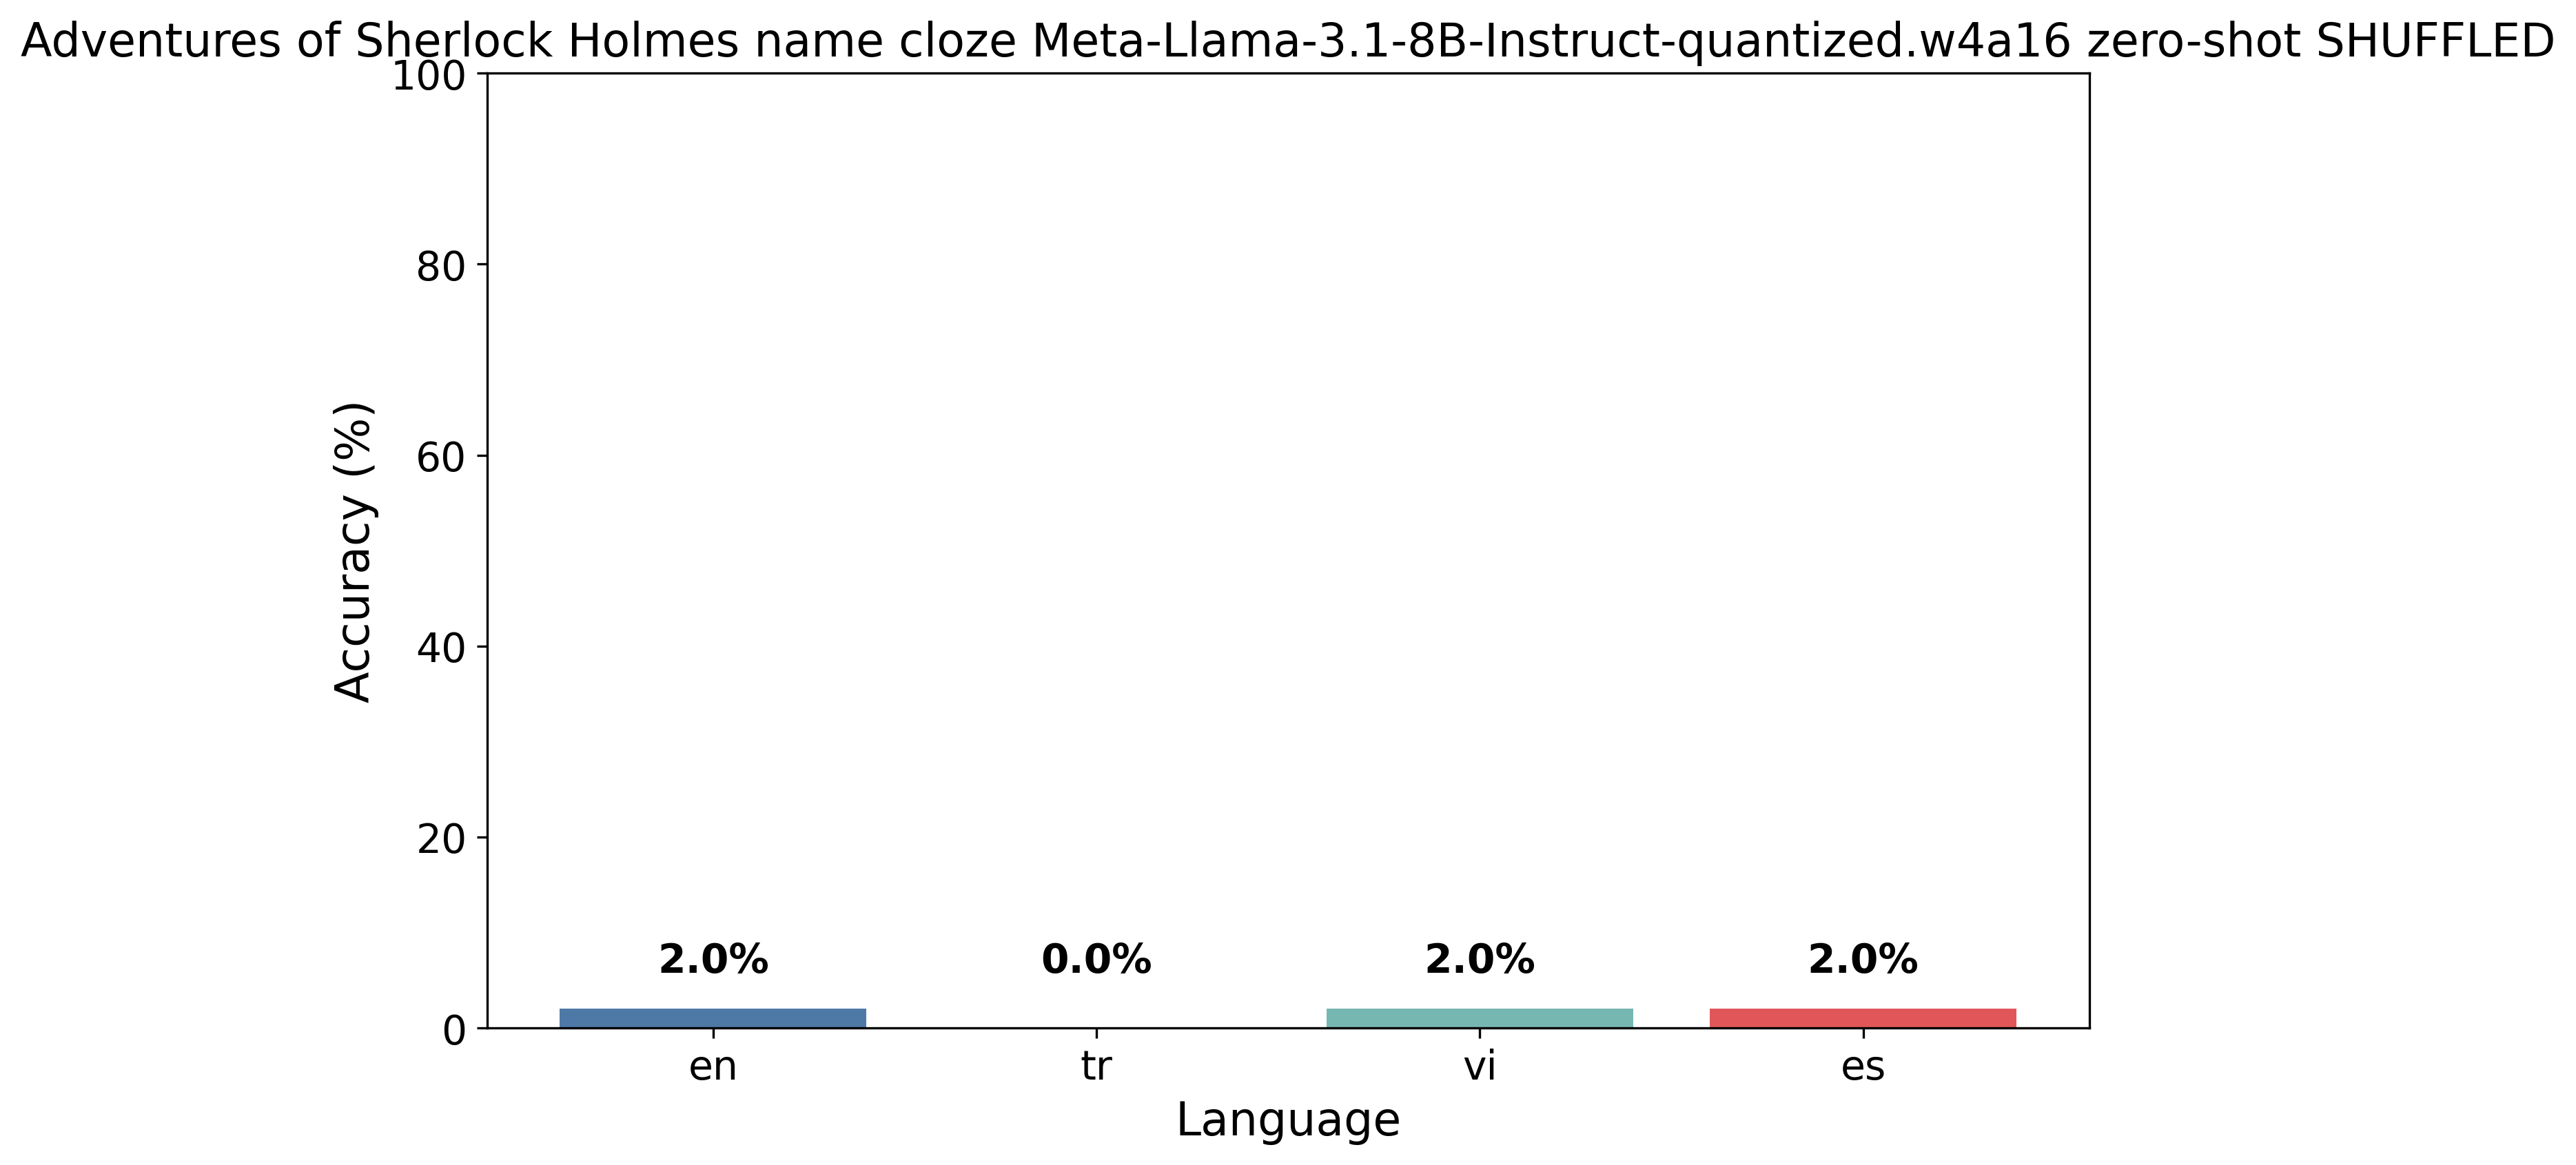 Adventures of Sherlock Holmes name cloze Meta-Llama-3.1-8B-Instruct-quantized.w4a16 zero-shot SHUFFLED
100
80
60
40
20
0
Accuracy (%)
2.0%
0.0%
2.0%
2.0%
en
tr
vi
es
Language